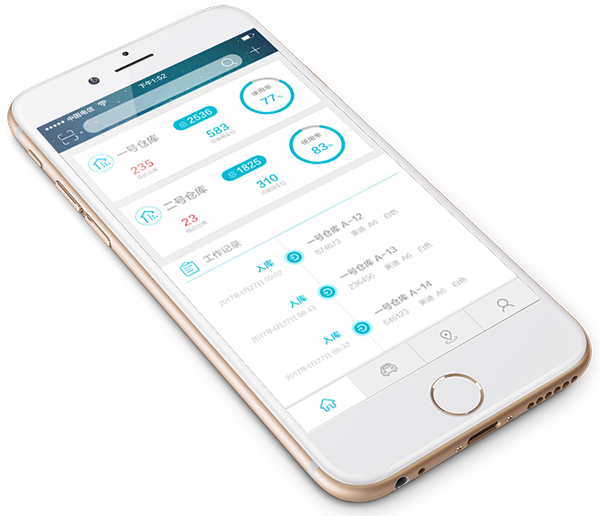 中国电信 下午1:52
一号仓库 总 2536 使用率 77%
235 583
二号仓库 总 1825 使用率 83%
23 310
工作记录
入库 一号仓库 A-12
2017年4月27日 09:02 874673 奥迪 A6 白色
入库 一号仓库 A-13
2017年4月27日 08:41 236450 奥迪 A6 白色
入库 一号仓库 A-14
2017年4月27日 08:32 546123 奥迪 A6 白色